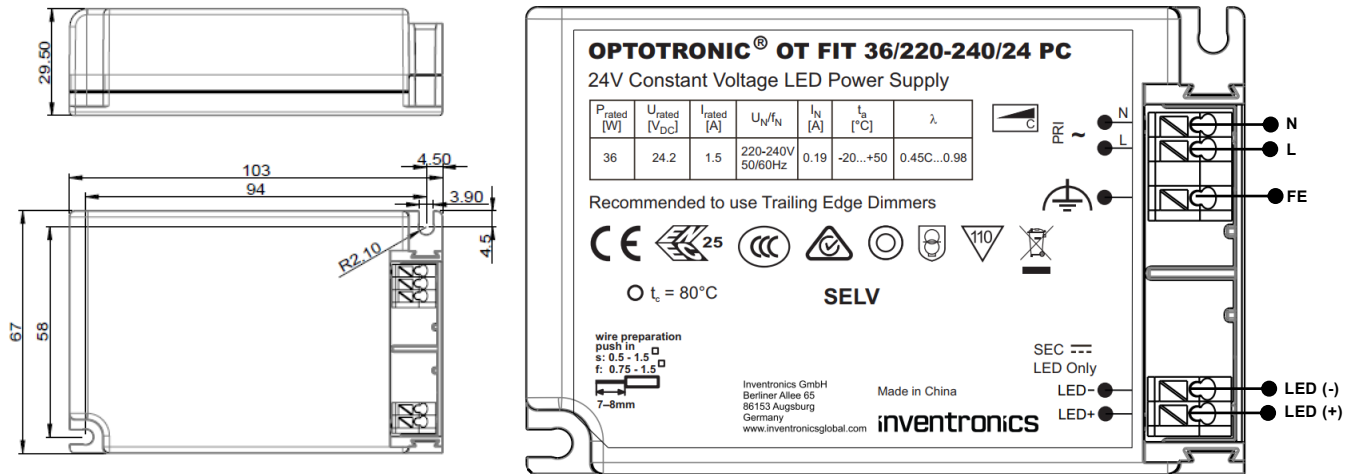 29.50
103
4.50
94
3.90
4.5
R2.10
67
58
OPTOTRONIC® OT FIT 36/220-240/24 PC
24V Constant Voltage LED Power Supply
Prated [W] Urated [VDC] Irated [A] UN/fN IN [A] ta [°C] λ
36 24.2 1.5 220-240V 50/60Hz 0.19 -20...+50 0.45C...0.98
C
PRI ~
N
L
Recommended to use Trailing Edge Dimmers
CE 25 CCC 110
tc = 80°C
SELV
wire preparation
push in
s: 0.5 - 1.5
f: 0.75 - 1.5
7–8mm
Inventronics GmbH
Berliner Allee 65
86153 Augsburg
Germany
www.inventronicsglobal.com
Made in China
inventronics
SEC
LED Only
LED-
LED+
N
L
FE
LED (-)
LED (+)